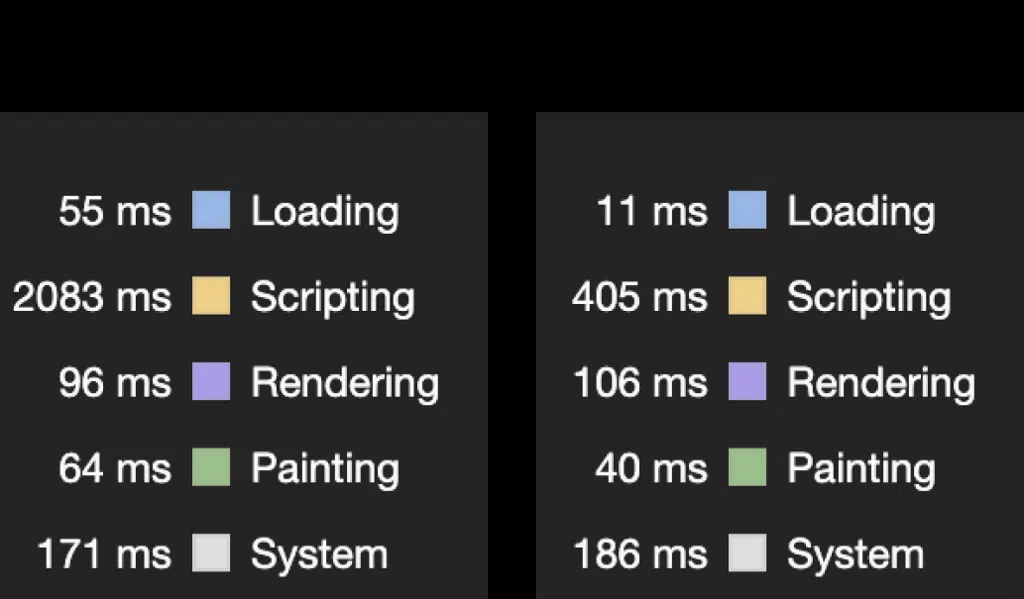 55 ms Loading
2083 ms Scripting
96 ms Rendering
64 ms Painting
171 ms System
11 ms Loading
405 ms Scripting
106 ms Rendering
40 ms Painting
186 ms System